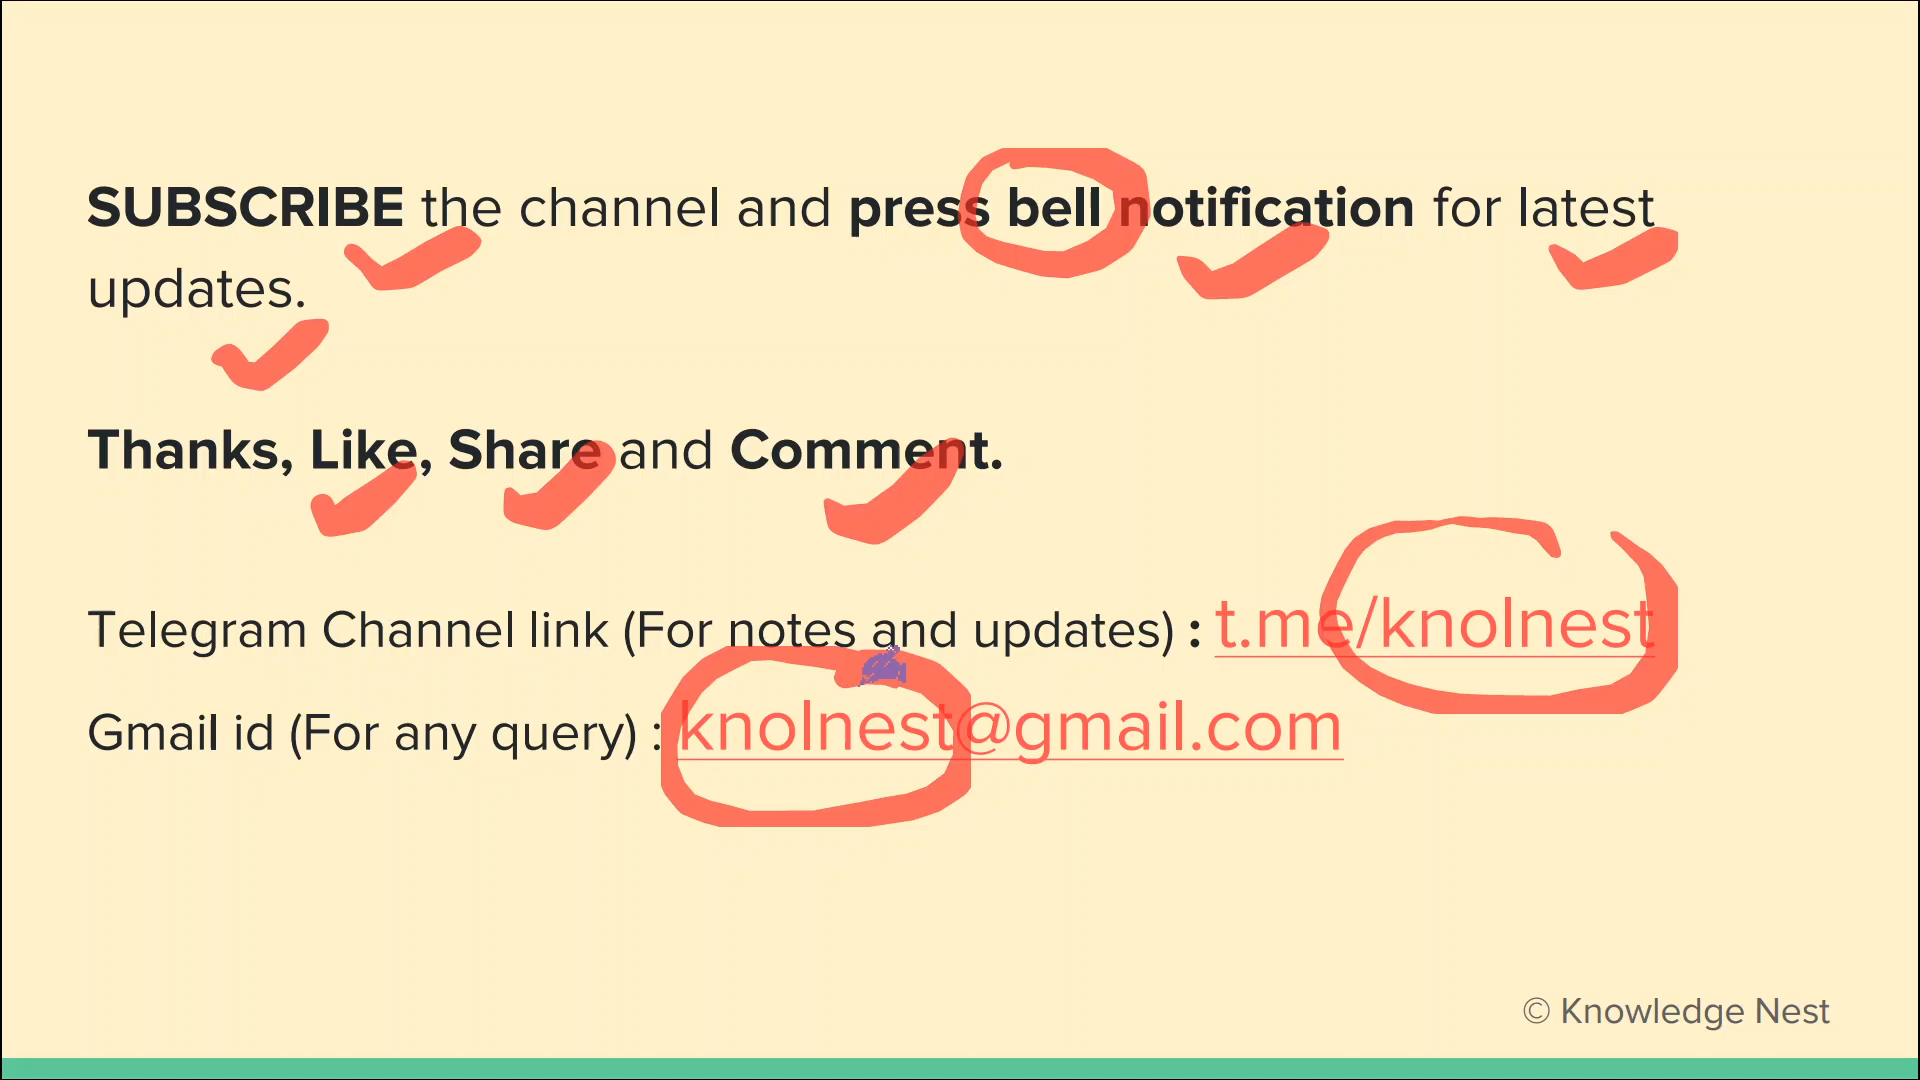 SUBSCRIBE the channel and press bell notification for latest
updates.
Thanks, Like, Share and Comment.
Telegram Channel link (For notes and updates) : t.me/knolnest
Gmail id (For any query) : knolnest@gmail.com
© Knowledge Nest